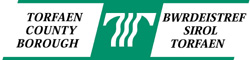 TORFAEN
COUNTY
BOROUGH
BWRDEISTREF
SIROL
TORFAEN